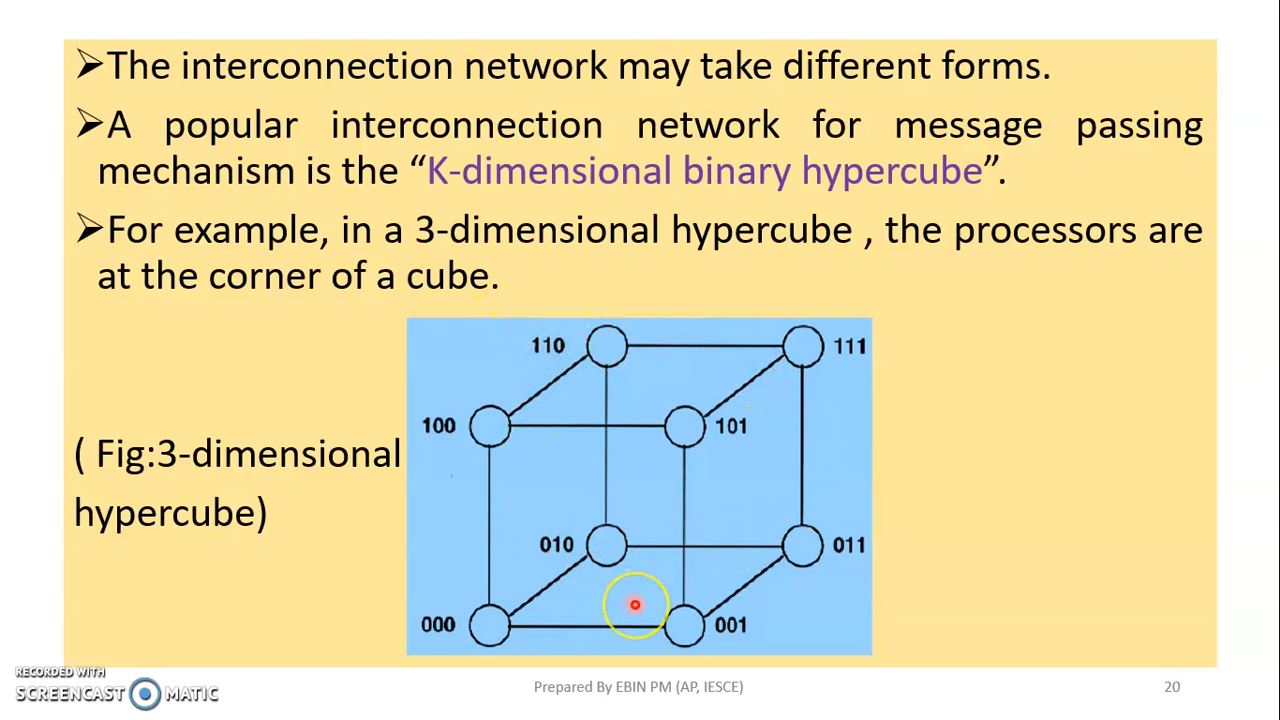 ➢The interconnection network may take different forms.
➢A popular interconnection network for message passing
mechanism is the “K-dimensional binary hypercube”.
➢For example, in a 3-dimensional hypercube , the processors are
at the corner of a cube.
110
111
100
101
( Fig:3-dimensional
hypercube)
010
011
000
001
RECORDED WITH
SCREENCAST MATIC
Prepared By EBIN PM (AP, IESCE)
20